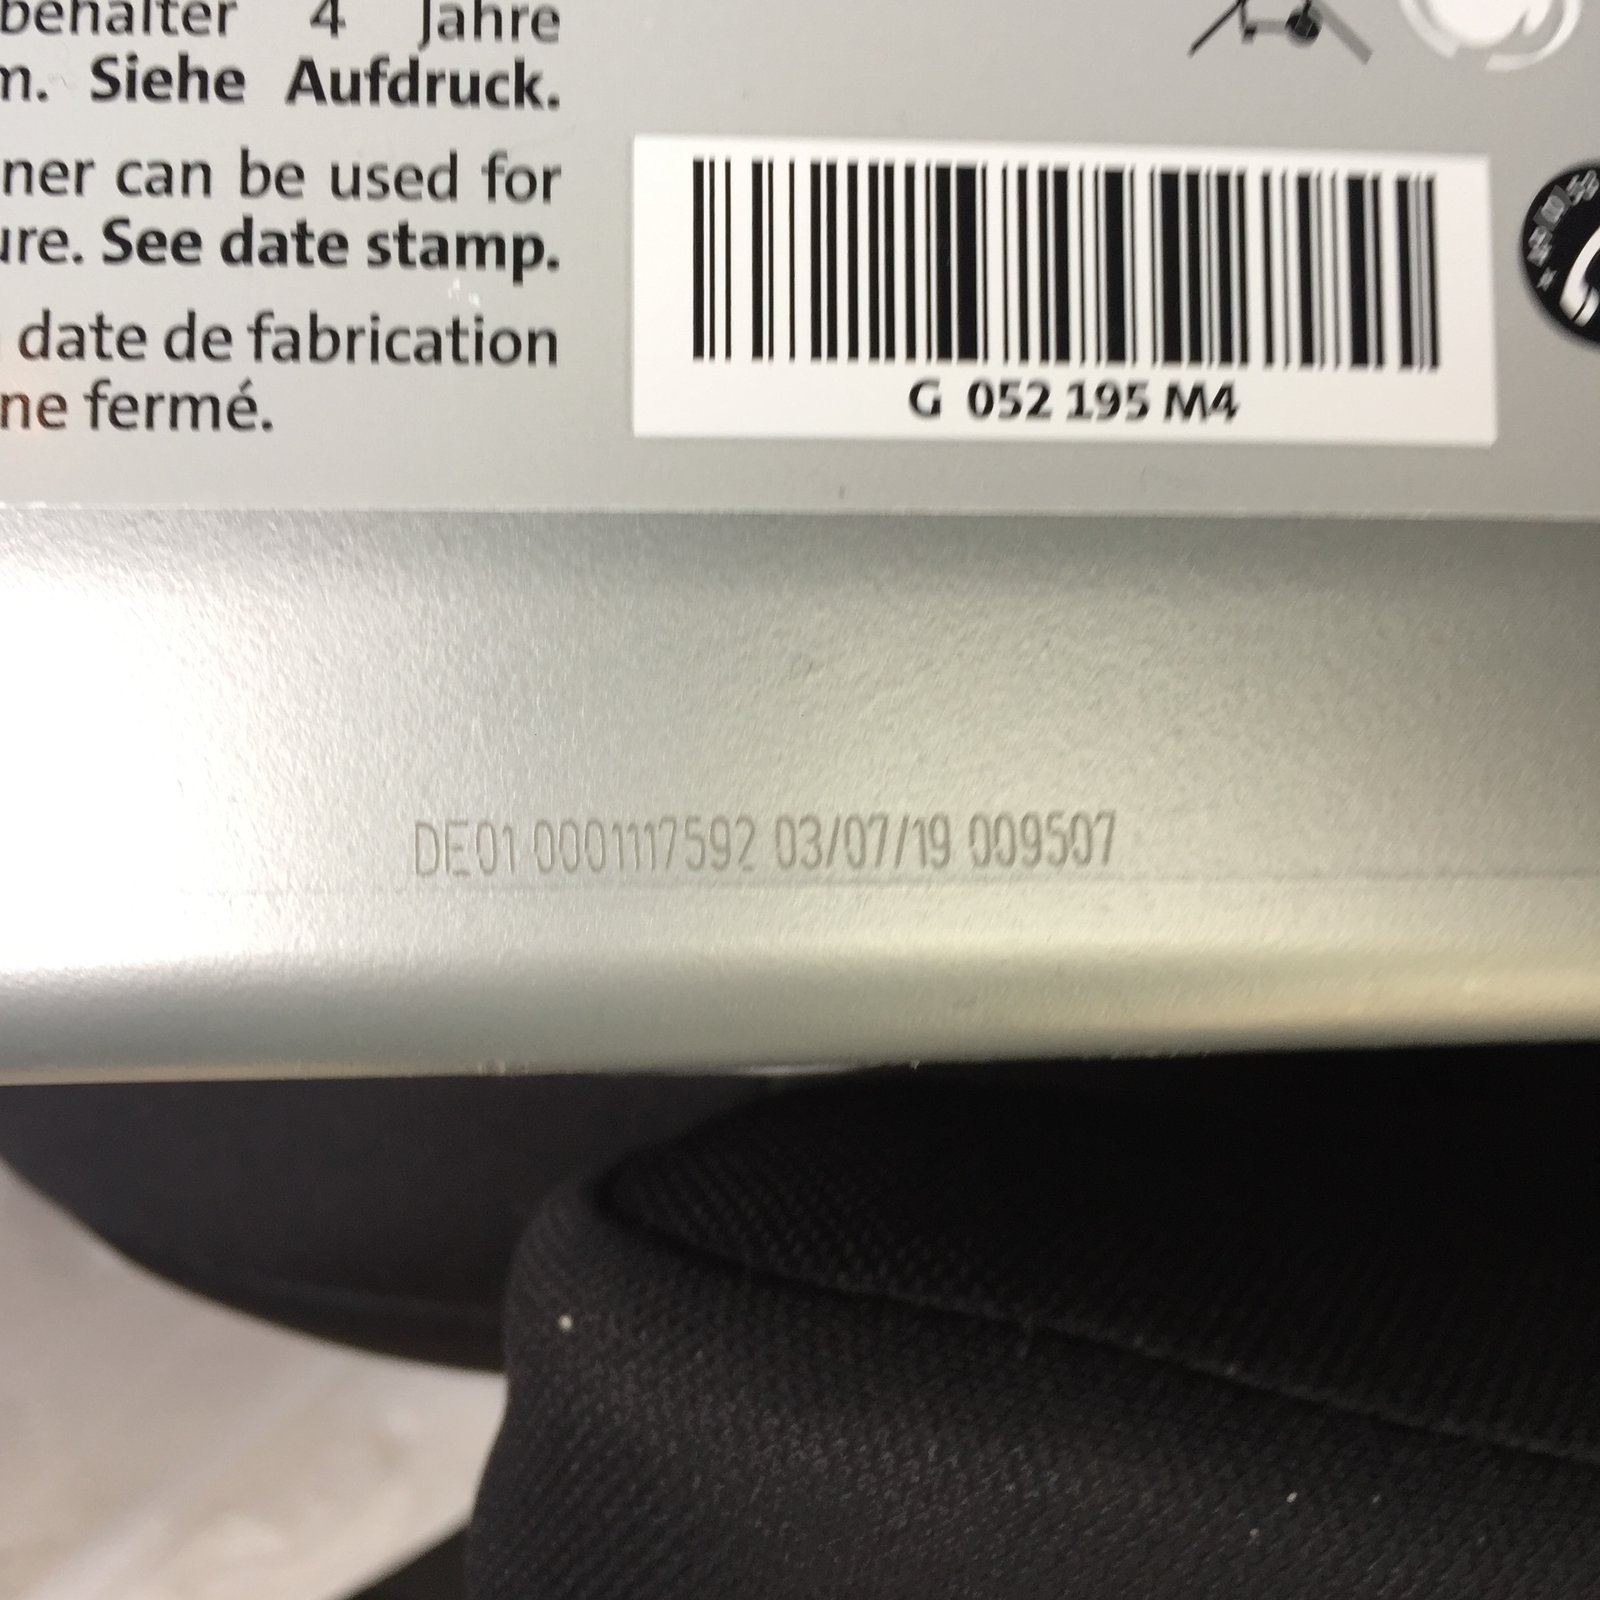 behälter 4 Jahre
m. Siehe Aufdruck.
ner can be used for
ure. See date stamp.
date de fabrication
ne fermé.
G 052 195 M4
DE01 0001117592 03/07/19 009507